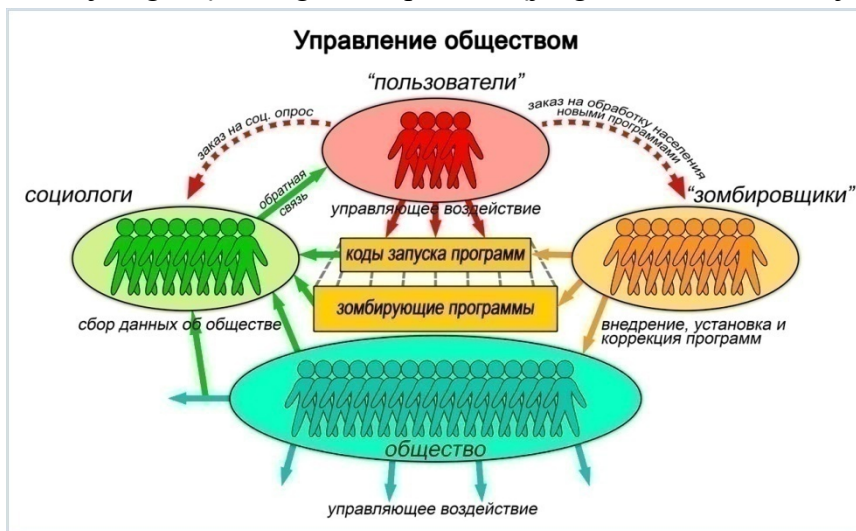 Управление обществом
“пользователи”
заказ на соц. опрос
заказ на обработку населения
новыми программами
социологи
обратная
связь
управляющее воздействие
“зомбировщики”
коды запуска программ
зомбирующие программы
сбор данных об обществе
внедрение, установка и
коррекция программ
общество
управляющее воздействие